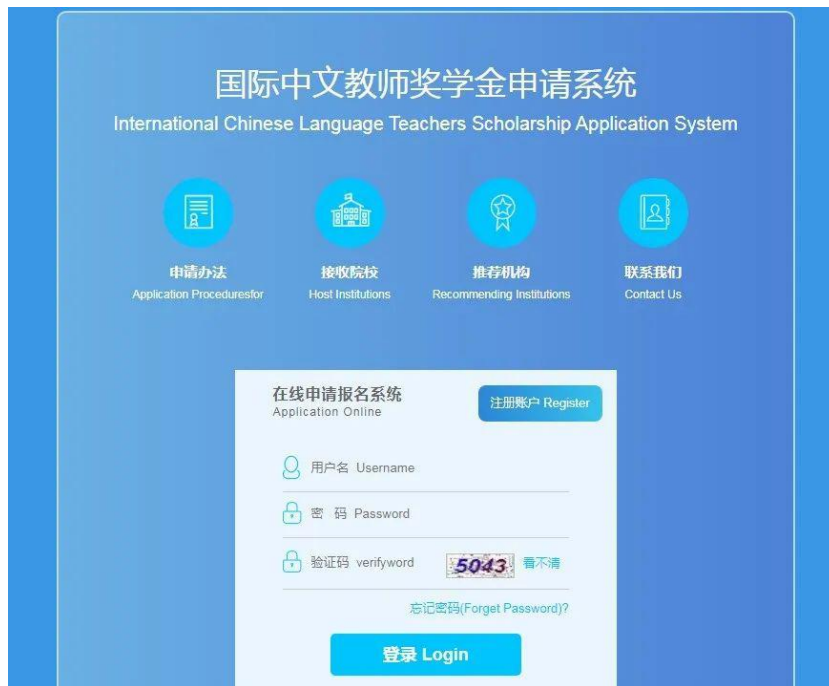 国际中文教师奖学金申请系统
International Chinese Language Teachers Scholarship Application System
申请办法 接收院校 推荐机构 联系我们
Application Proceduresfor Host Institutions Recommending Institutions Contact Us
在线申请报名系统
Application Online
注册账户 Register
用户名 Username
密 码 Password
验证码 verifyword 5043 看不清
忘记密码(Forget Password)?
登录 Login